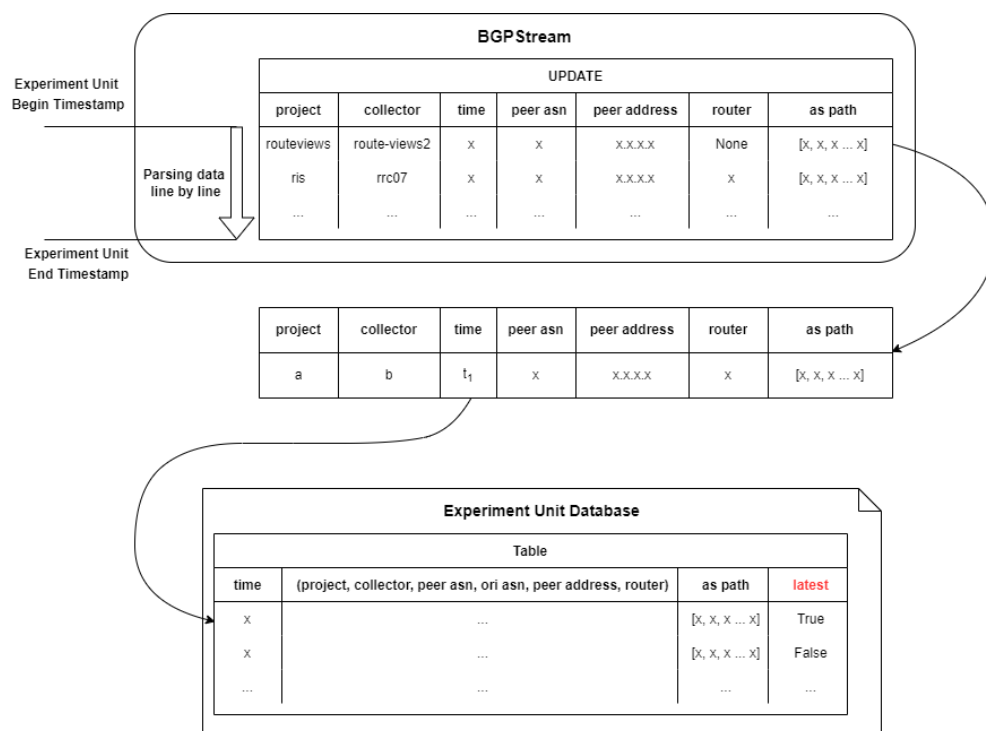 BGPStream
Experiment Unit
Begin Timestamp
UPDATE
project collector time peer asn peer address router as path
routeviews route-views2 x x x.x.x.x None [x, x, x ... x]
Parsing data
line by line
ris rrc07 x x x.x.x.x x [x, x, x ... x]
... ... ... ... ... ... ...
Experiment Unit
End Timestamp
project collector time peer asn peer address router as path
a b t₁ x x.x.x.x x [x, x, x ... x]
Experiment Unit Database
Table
time (project, collector, peer asn, ori asn, peer address, router) as path latest
x ... [x, x, x ... x] True
x ... [x, x, x ... x] False
... ... ... ...